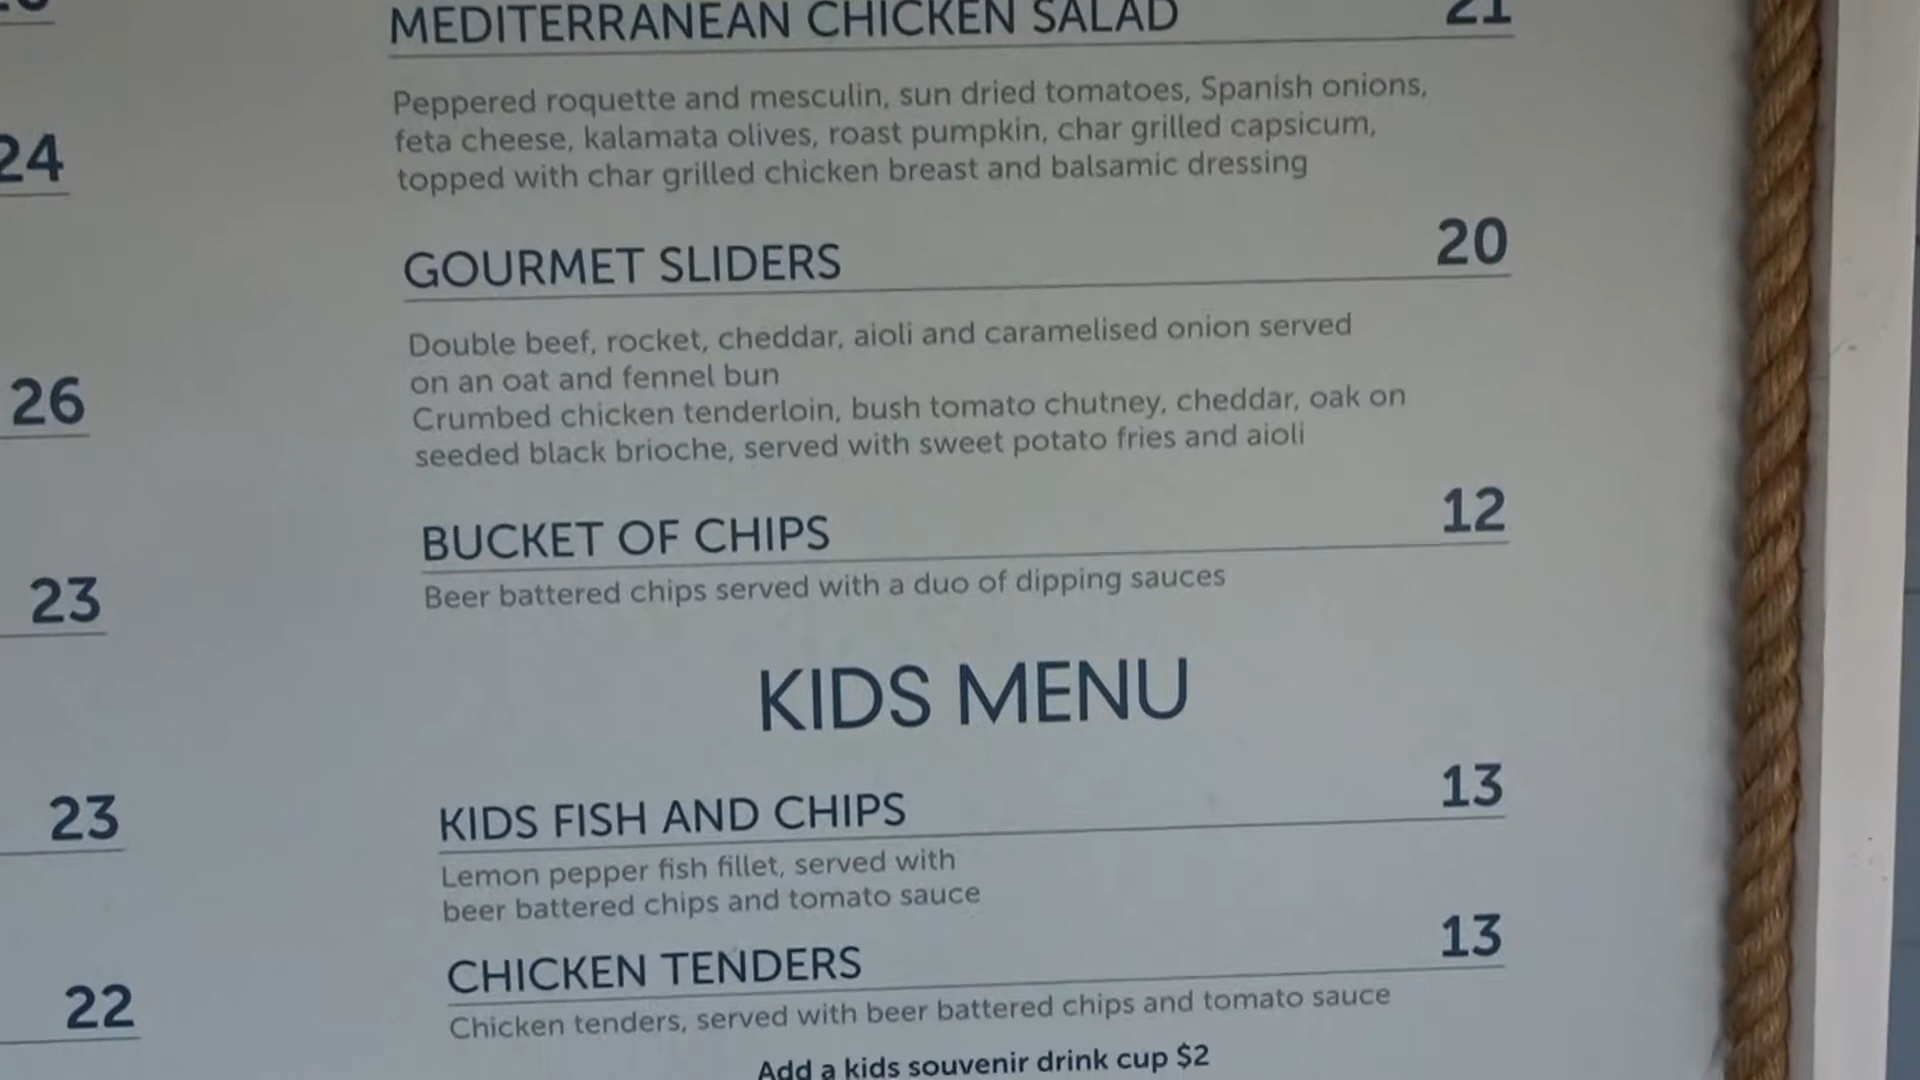 24
26
23
23
22
MEDITERRANEAN CHICKEN SALAD 21
Peppered roquette and mesculin, sun dried tomatoes, Spanish onions,
feta cheese, kalamata olives, roast pumpkin, char grilled capsicum,
topped with char grilled chicken breast and balsamic dressing
GOURMET SLIDERS 20
Double beef, rocket, cheddar, aioli and caramelised onion served
on an oat and fennel bun
Crumbed chicken tenderloin, bush tomato chutney, cheddar, oak on
seeded black brioche, served with sweet potato fries and aioli
BUCKET OF CHIPS 12
Beer battered chips served with a duo of dipping sauces
KIDS MENU
KIDS FISH AND CHIPS 13
Lemon pepper fish fillet, served with
beer battered chips and tomato sauce
CHICKEN TENDERS 13
Chicken tenders, served with beer battered chips and tomato sauce
Add a kids souvenir drink cup $2